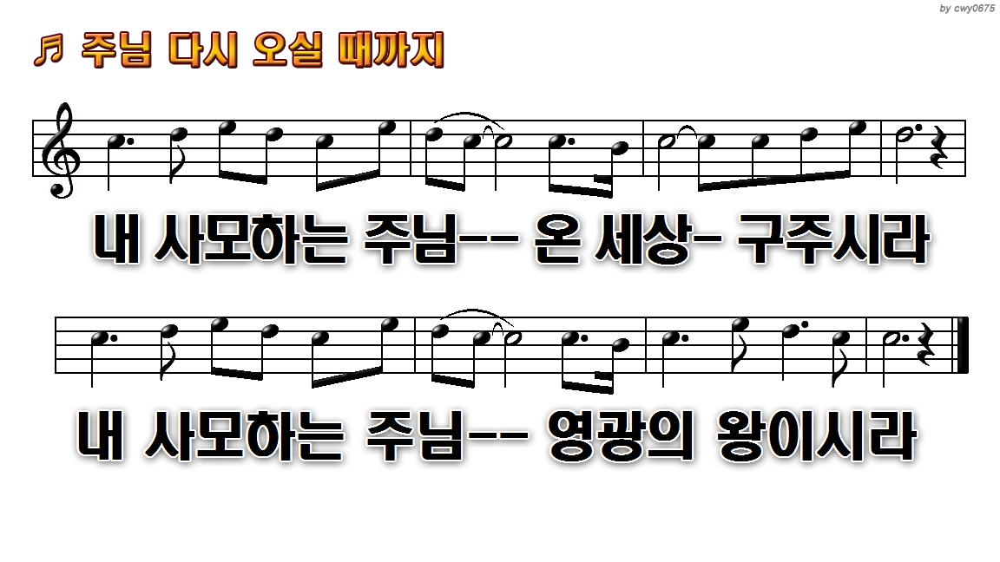 by cwy0675
♬ 주님 다시 오실 때까지
내 사모하는 주님-- 온 세상- 구주시라
내 사모하는 주님-- 영광의 왕이시라